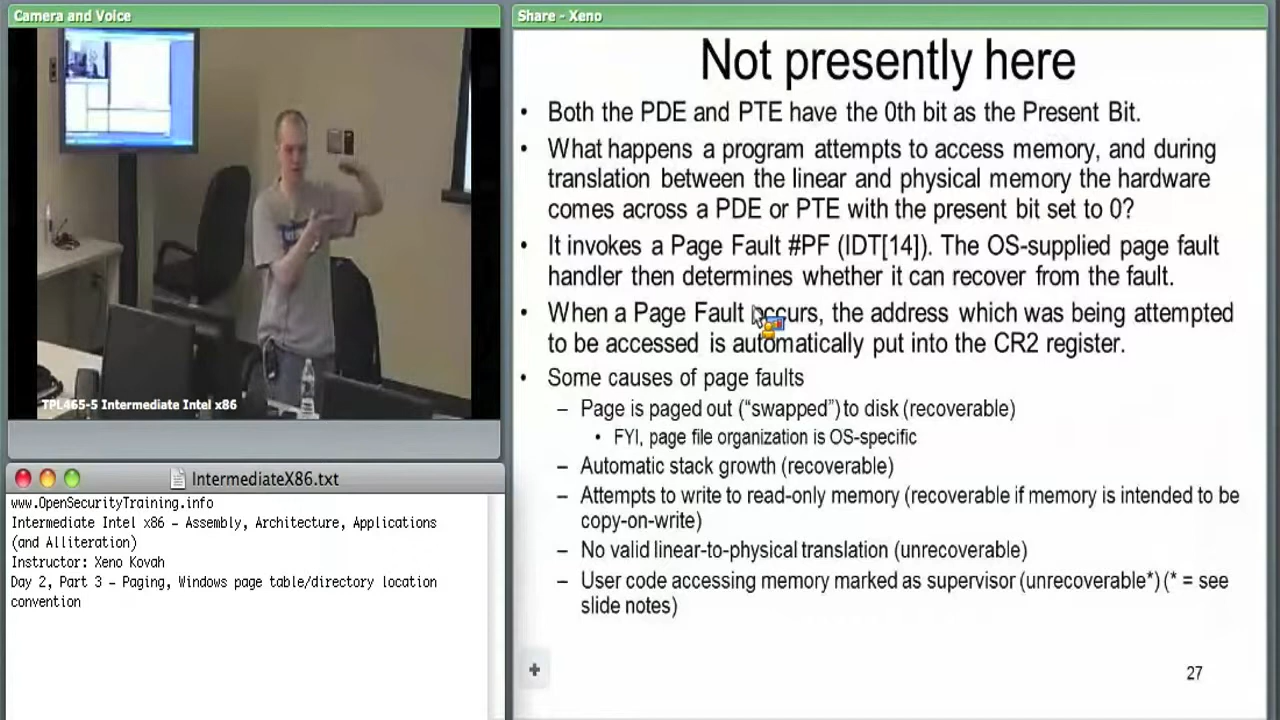 Camera and Voice
TPL465-5 Intermediate Intel x86
IntermediateX86.txt
www.OpenSecurityTraining.info
Intermediate Intel x86 – Assembly, Architecture, Applications
(and Alliteration)
Instructor: Xeno Kovah
Day 2, Part 3 – Paging, Windows page table/directory location
convention
Share - Xeno
Not presently here
• Both the PDE and PTE have the 0th bit as the Present Bit.
• What happens a program attempts to access memory, and during
translation between the linear and physical memory the hardware
comes across a PDE or PTE with the present bit set to 0?
• It invokes a Page Fault #PF (IDT[14]). The OS-supplied page fault
handler then determines whether it can recover from the fault.
• When a Page Fault occurs, the address which was being attempted
to be accessed is automatically put into the CR2 register.
• Some causes of page faults
– Page is paged out (“swapped”) to disk (recoverable)
• FYI, page file organization is OS-specific
– Automatic stack growth (recoverable)
– Attempts to write to read-only memory (recoverable if memory is intended to be
copy-on-write)
– No valid linear-to-physical translation (unrecoverable)
– User code accessing memory marked as supervisor (unrecoverable*) (* = see
slide notes)
27